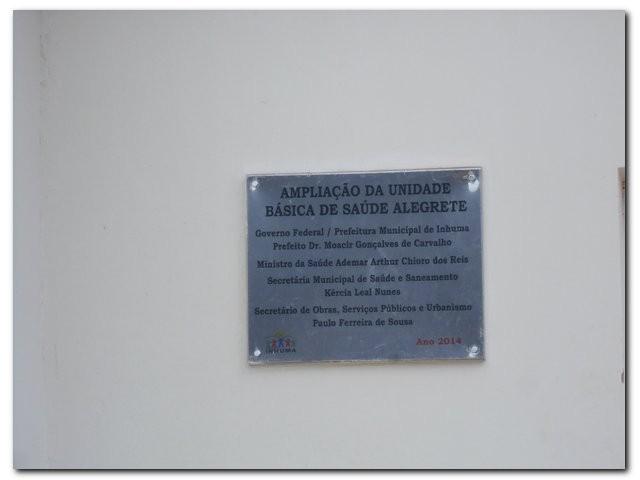 AMPLIAÇÃO DA UNIDADE
BÁSICA DE SAÚDE ALEGRETE
Governo Federal / Prefeitura Municipal de Inhuma
Prefeito Dr. Moacir Gonçalves de Carvalho
Ministro da Saúde Ademar Arthur Chioro dos Reis
Secretária Municipal de Saúde e Saneamento
Kércia Leal Nunes
Secretário de Obras, Serviços Públicos e Urbanismo
Paulo Ferreira de Sousa
INHUMA
Ano 2014